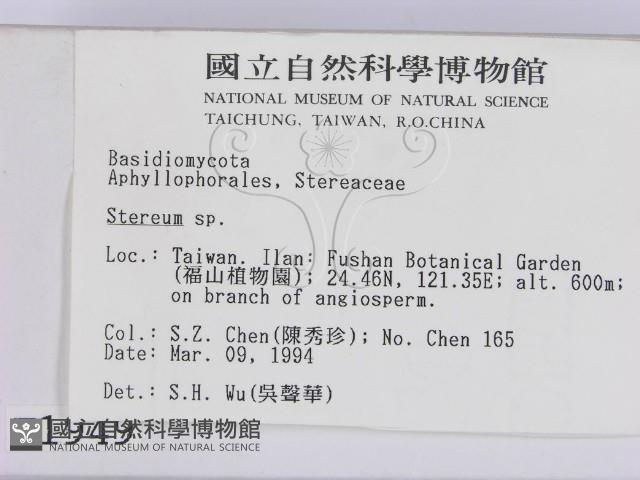 國立自然科學博物館
NATIONAL MUSEUM OF NATURAL SCIENCE
TAICHUNG, TAIWAN, R.O.CHINA
Basidiomycota
Aphyllophorales, Stereaceae
Stereum sp.
Loc.: Taiwan. Ilan: Fushan Botanical Garden
(福山植物園); 24.46N, 121.35E; alt. 600m;
on branch of angiosperm.
Col.: S.Z. Chen(陳秀珍); No. Chen 165
Date: Mar. 09, 1994
Det.: S.H. Wu(吳聲華)
1949
國立自然科學博物館
NATIONAL MUSEUM OF NATURAL SCIENCE